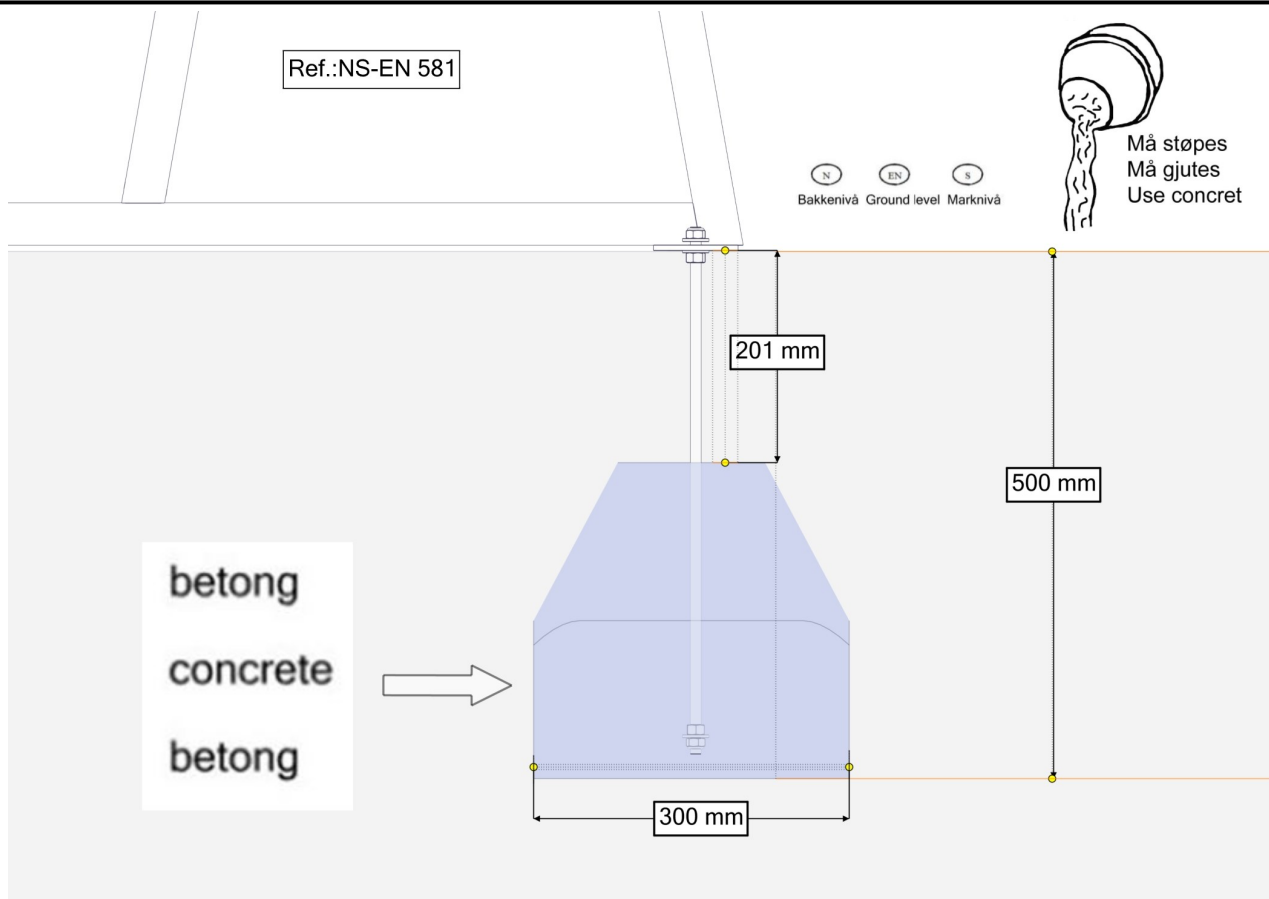 Ref.:NS-EN 581
Må støpes
Må gjutes
Use concret
N EN S
Bakkenivå Ground level Marknivå
201 mm
500 mm
betong
concrete
betong
300 mm